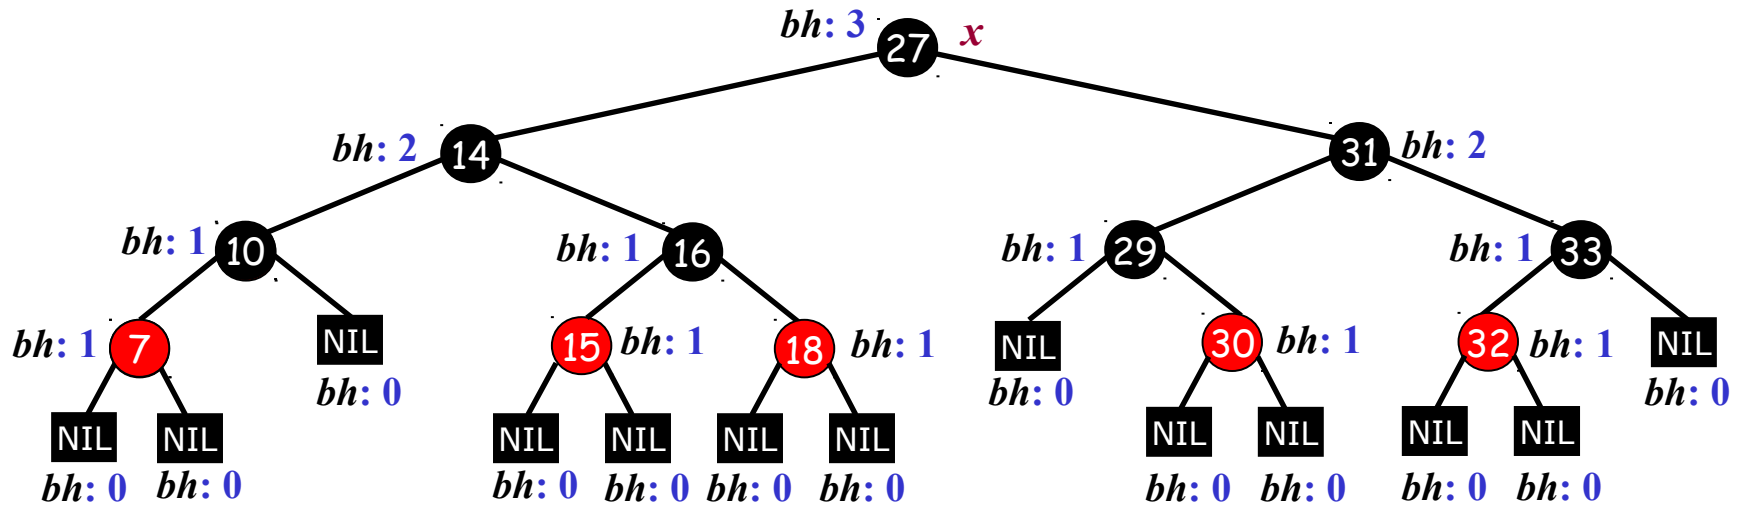 bh: 3 27 x
bh: 2 14 31 bh: 2
bh: 1 10 bh: 1 16 bh: 1 29 bh: 1 33
bh: 1 7 NIL 15 bh: 1 18 bh: 1 NIL 30 bh: 1 32 bh: 1 NIL
bh: 0 bh: 0 bh: 0
NIL NIL NIL NIL NIL NIL NIL NIL NIL NIL
bh: 0 bh: 0 bh: 0 bh: 0 bh: 0 bh: 0 bh: 0 bh: 0 bh: 0 bh: 0